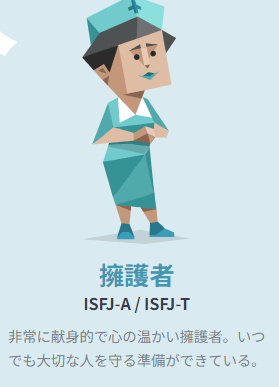 擁護者
ISFJ-A / ISFJ-T
非常に献身的で心の温かい擁護者。いつ
でも大切な人を守る準備ができている。